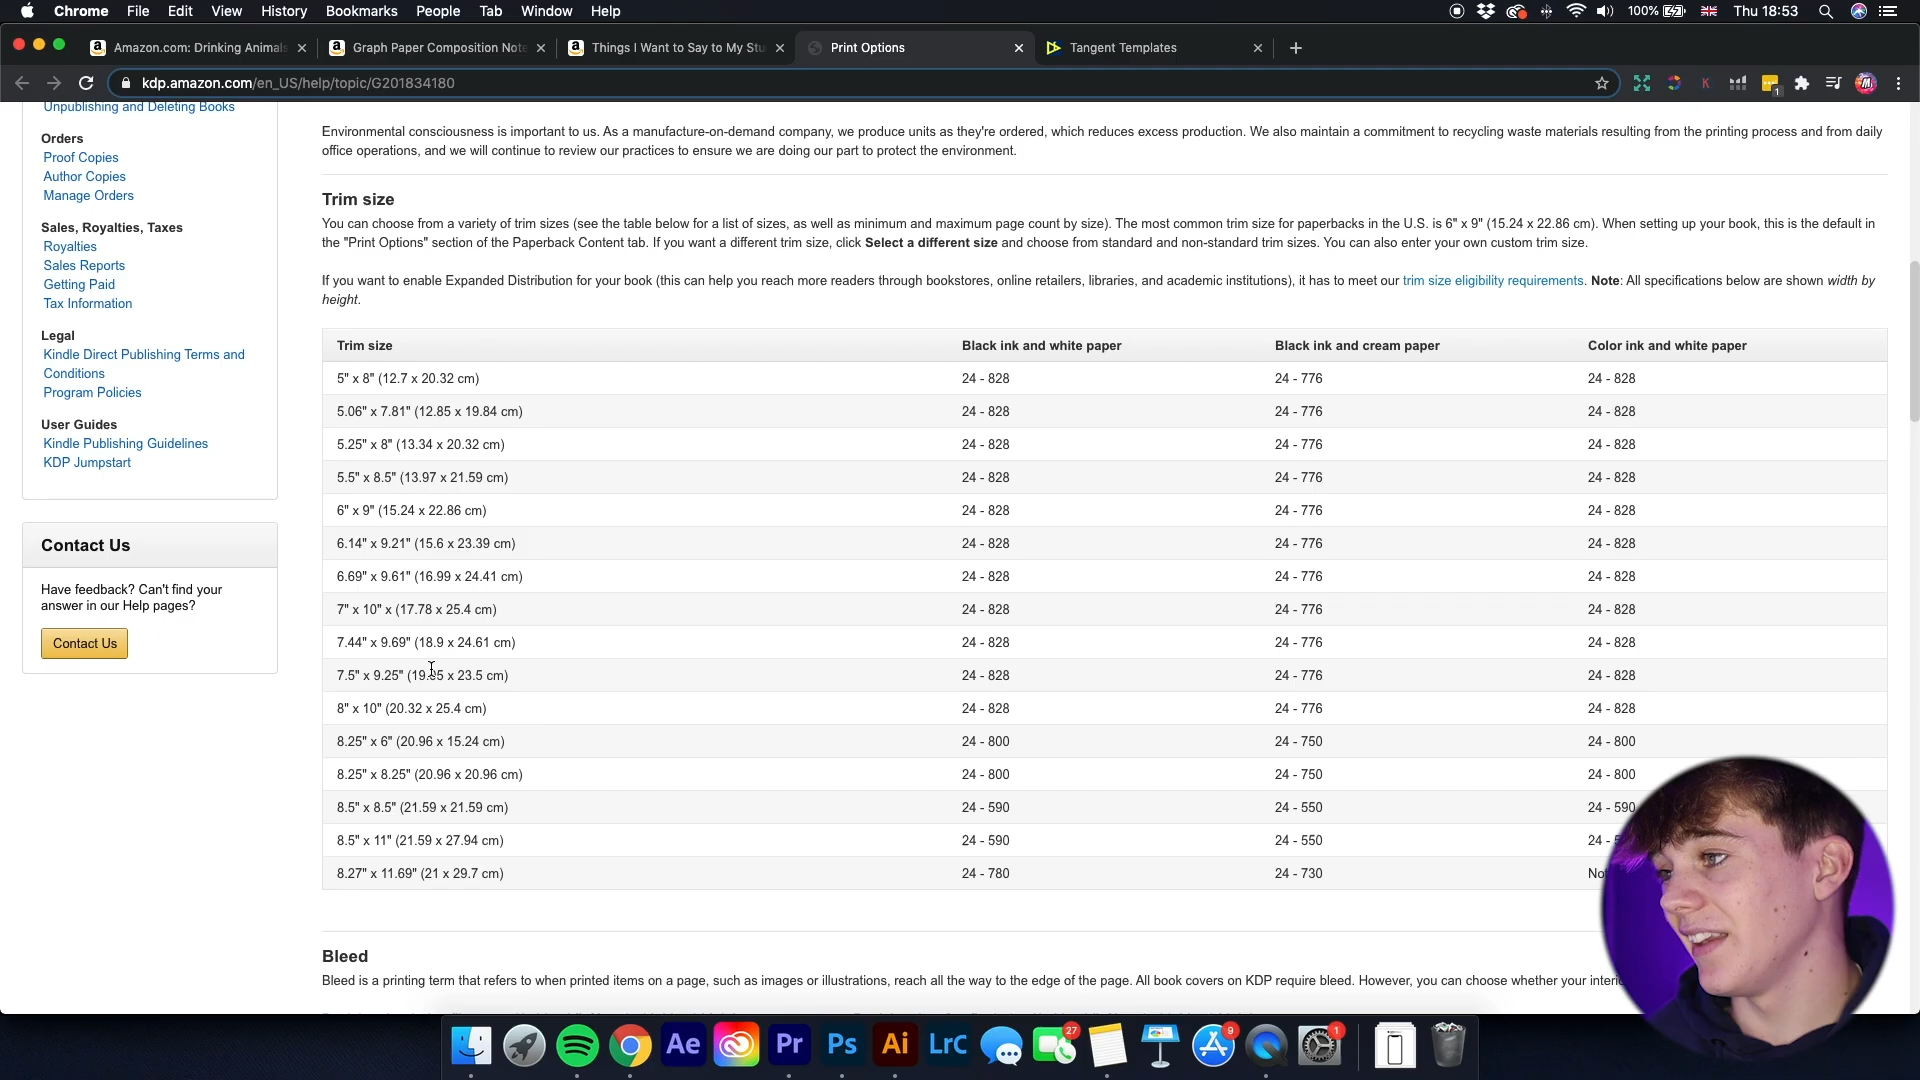 Chrome File Edit View History Bookmarks People Tab Window Help 100% Thu 18:53
Amazon.com: Drinking Animals Graph Paper Composition Note Things I Want to Say to My Stu Print Options Tangent Templates
kdp.amazon.com/en_US/help/topic/G201834180
1
Unpublishing and Deleting Books
Orders
Proof Copies
Author Copies
Manage Orders
Sales, Royalties, Taxes
Royalties
Sales Reports
Getting Paid
Tax Information
Legal
Kindle Direct Publishing Terms and
Conditions
Program Policies
User Guides
Kindle Publishing Guidelines
KDP Jumpstart
Contact Us
Have feedback? Can't find your
answer in our Help pages?
Contact Us
Environmental consciousness is important to us. As a manufacture-on-demand company, we produce units as they're ordered, which reduces excess production. We also maintain a commitment to recycling waste materials resulting from the printing process and from daily
office operations, and we will continue to review our practices to ensure we are doing our part to protect the environment.
Trim size
You can choose from a variety of trim sizes (see the table below for a list of sizes, as well as minimum and maximum page count by size). The most common trim size for paperbacks in the U.S. is 6" x 9" (15.24 x 22.86 cm). When setting up your book, this is the default in
the "Print Options" section of the Paperback Content tab. If you want a different trim size, click Select a different size and choose from standard and non-standard trim sizes. You can also enter your own custom trim size.
If you want to enable Expanded Distribution for your book (this can help you reach more readers through bookstores, online retailers, libraries, and academic institutions), it has to meet our trim size eligibility requirements. Note: All specifications below are shown width by
height.
Trim size Black ink and white paper Black ink and cream paper Color ink and white paper
5" x 8" (12.7 x 20.32 cm) 24 - 828 24 - 776 24 - 828
5.06" x 7.81" (12.85 x 19.84 cm) 24 - 828 24 - 776 24 - 828
5.25" x 8" (13.34 x 20.32 cm) 24 - 828 24 - 776 24 - 828
5.5" x 8.5" (13.97 x 21.59 cm) 24 - 828 24 - 776 24 - 828
6" x 9" (15.24 x 22.86 cm) 24 - 828 24 - 776 24 - 828
6.14" x 9.21" (15.6 x 23.39 cm) 24 - 828 24 - 776 24 - 828
6.69" x 9.61" (16.99 x 24.41 cm) 24 - 828 24 - 776 24 - 828
7" x 10" x (17.78 x 25.4 cm) 24 - 828 24 - 776 24 - 828
7.44" x 9.69" (18.9 x 24.61 cm) 24 - 828 24 - 776 24 - 828
7.5" x 9.25" (19.05 x 23.5 cm) 24 - 828 24 - 776 24 - 828
8" x 10" (20.32 x 25.4 cm) 24 - 828 24 - 776 24 - 828
8.25" x 6" (20.96 x 15.24 cm) 24 - 800 24 - 750 24 - 800
8.25" x 8.25" (20.96 x 20.96 cm) 24 - 800 24 - 750 24 - 800
8.5" x 8.5" (21.59 x 21.59 cm) 24 - 590 24 - 550 24 - 590
8.5" x 11" (21.59 x 27.94 cm) 24 - 590 24 - 550 24 -
8.27" x 11.69" (21 x 29.7 cm) 24 - 780 24 - 730
Bleed
Bleed is a printing term that refers to when printed items on a page, such as images or illustrations, reach all the way to the edge of the page. All book covers on KDP require bleed. However, you can choose whether your
Ae Pr Ps Ai LrC 27 9 1